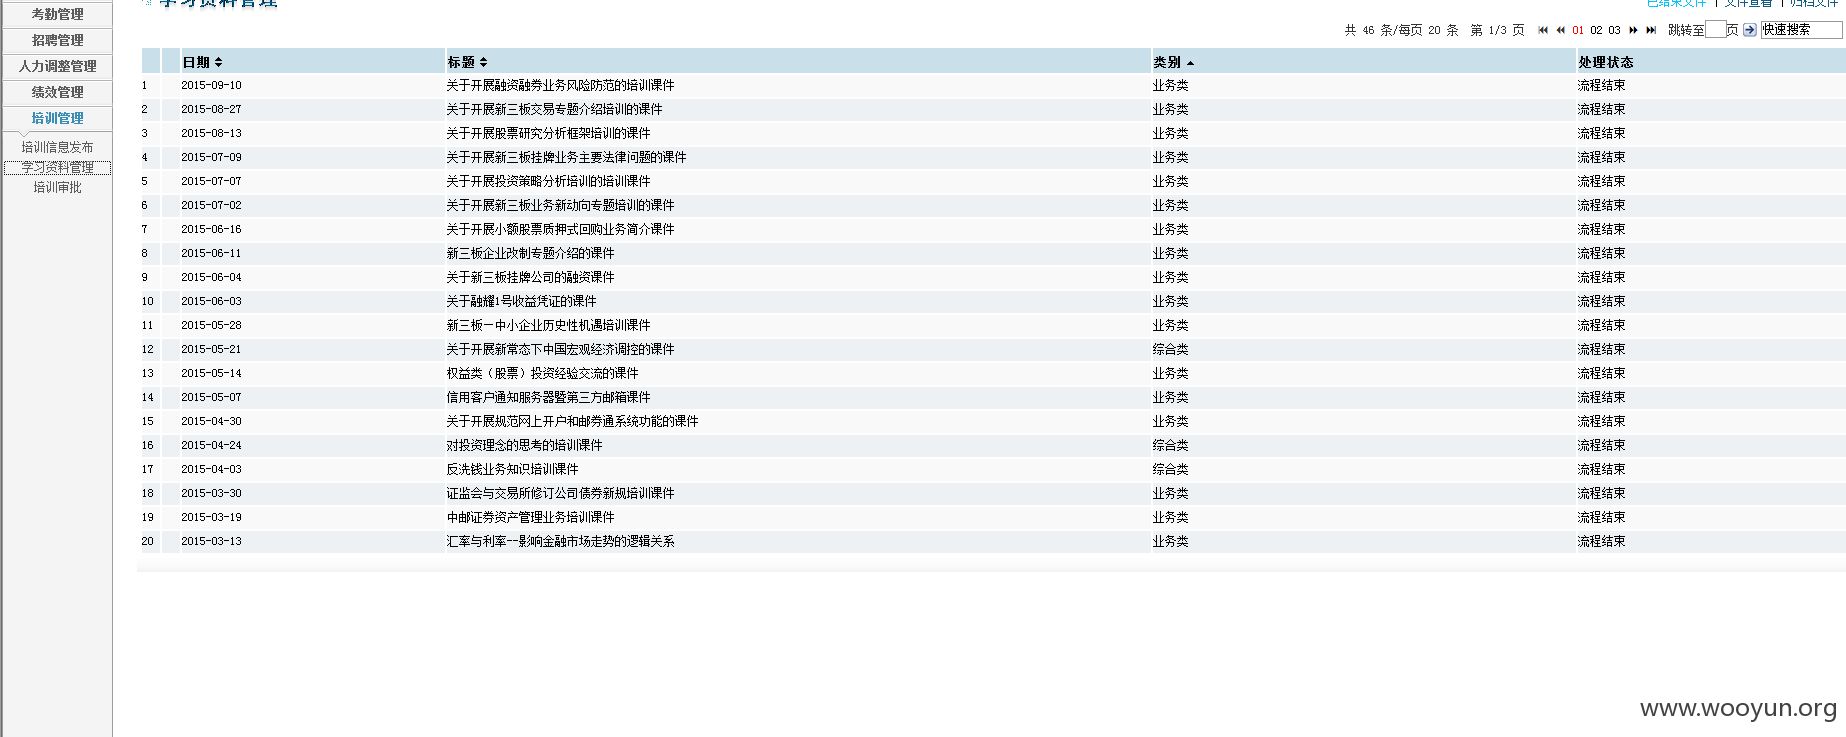 学习资料管理
已结束文件 | 文件查看 | 归档文件
共 46 条/每页 20 条 第 1/3 页 01 02 03 跳转至 页 快速搜索
考勤管理
招聘管理
人力调整管理
绩效管理
培训管理
培训信息发布
学习资料管理
培训审批
日期 标题 类别 处理状态
1 2015-09-10 关于开展融资融券业务风险防范的培训课件 业务类 流程结束
2 2015-08-27 关于开展新三板交易专题介绍培训的课件 业务类 流程结束
3 2015-08-13 关于开展股票研究分析框架培训的课件 业务类 流程结束
4 2015-07-09 关于开展新三板挂牌业务主要法律问题的课件 业务类 流程结束
5 2015-07-07 关于开展投资策略分析培训的培训课件 业务类 流程结束
6 2015-07-02 关于开展新三板业务新动向专题培训的课件 业务类 流程结束
7 2015-06-16 关于开展小额股票质押式回购业务简介课件 业务类 流程结束
8 2015-06-11 新三板企业改制专题介绍的课件 业务类 流程结束
9 2015-06-04 关于新三板挂牌公司的融资课件 业务类 流程结束
10 2015-06-03 关于融耀1号收益凭证的课件 业务类 流程结束
11 2015-05-28 新三板－中小企业历史性机遇培训课件 业务类 流程结束
12 2015-05-21 关于开展新常态下中国宏观经济调控的课件 综合类 流程结束
13 2015-05-14 权益类（股票）投资经验交流的课件 业务类 流程结束
14 2015-05-07 信用客户通知服务器暨第三方邮箱课件 业务类 流程结束
15 2015-04-30 关于开展规范网上开户和邮券通系统功能的课件 业务类 流程结束
16 2015-04-24 对投资理念的思考的培训课件 综合类 流程结束
17 2015-04-03 反洗钱业务知识培训课件 综合类 流程结束
18 2015-03-30 证监会与交易所修订公司债券新规培训课件 业务类 流程结束
19 2015-03-19 中邮证券资产管理业务培训课件 业务类 流程结束
20 2015-03-13 汇率与利率--影响金融市场走势的逻辑关系 业务类 流程结束
www.wooyun.org